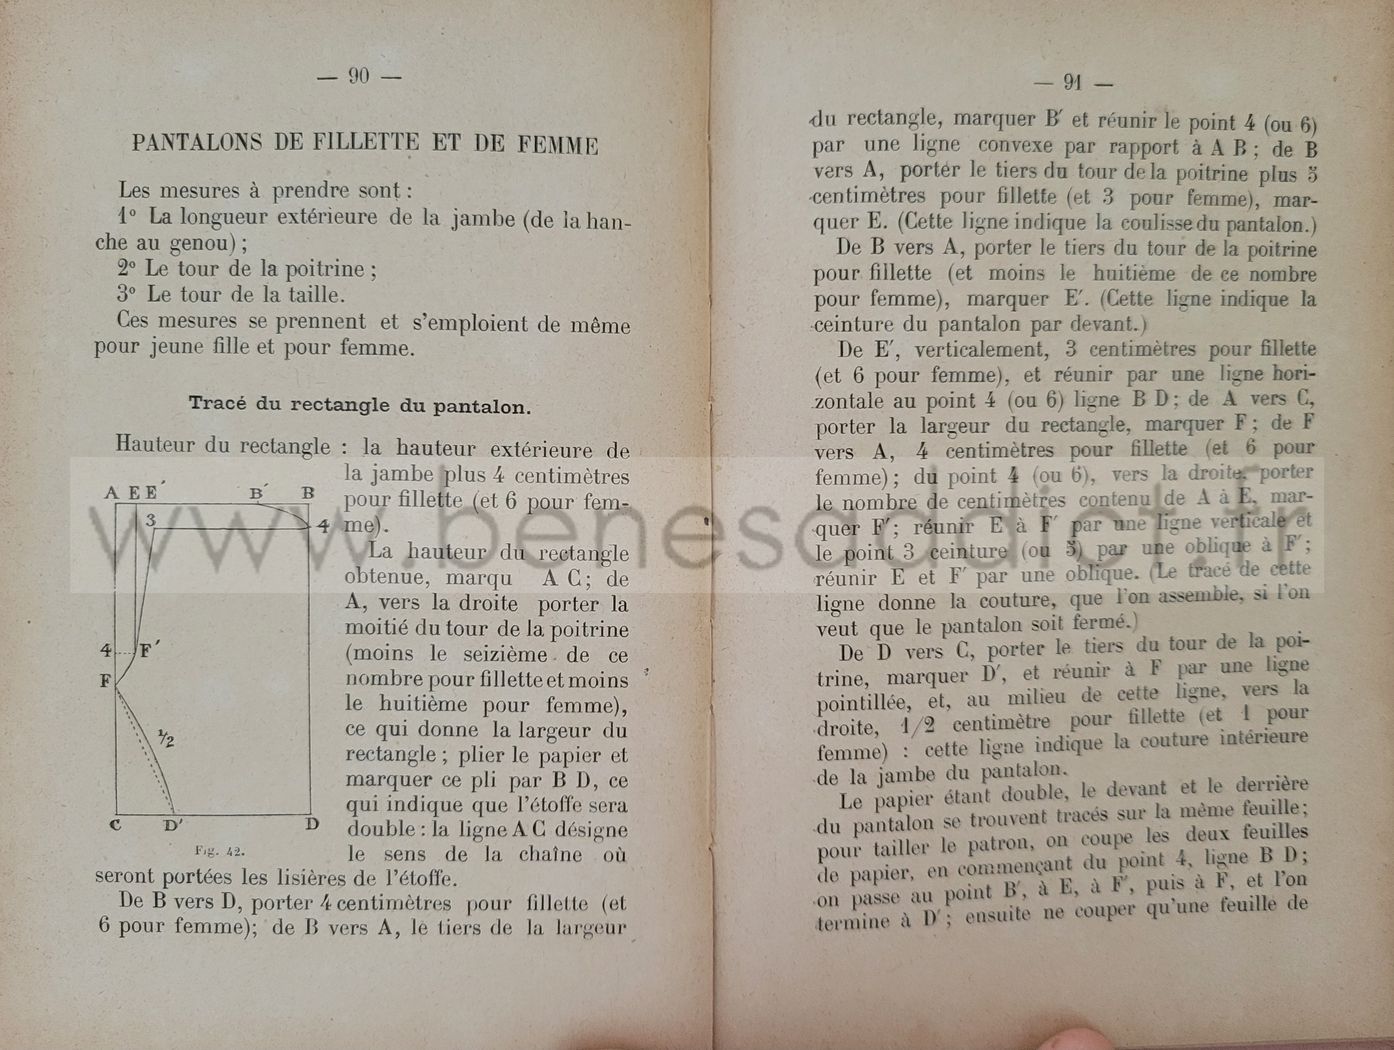 — 90 —
PANTALONS DE FILLETTE ET DE FEMME
Les mesures à prendre sont :
1º La longueur extérieure de la jambe (de la han-
che au genou) ;
2º Le tour de la poitrine ;
3º Le tour de la taille.
Ces mesures se prennent et s'emploient de même
pour jeune fille et pour femme.
Tracé du rectangle du pantalon.
Hauteur du rectangle : la hauteur extérieure de
la jambe plus 4 centimètres
pour fillette (et 6 pour fem-
me).
La hauteur du rectangle
obtenue, marqu A C ; de
A, vers la droite porter la
moitié du tour de la poitrine
(moins le seizième de ce
nombre pour fillette et moins
le huitième pour femme),
ce qui donne la largeur du
rectangle ; plier le papier et
marquer ce pli par B D, ce
qui indique que l'étoffe sera
double : la ligne A C désigne
le sens de la chaîne où
seront portées les lisières de l'étoffe.
De B vers D, porter 4 centimètres pour fillette (et
6 pour femme); de B vers A, le tiers de la largeur
A E E′ B′ B
3 4
4 F′
F
1/2
C D′ D
Fig. 42.
— 91 —
du rectangle, marquer B′ et réunir le point 4 (ou 6)
par une ligne convexe par rapport à A B ; de B
vers A, porter le tiers du tour de la poitrine plus 5
centimètres pour fillette (et 3 pour femme), mar-
quer E. (Cette ligne indique la coulisse du pantalon.)
De B vers A, porter le tiers du tour de la poitrine
pour fillette (et moins le huitième de ce nombre
pour femme), marquer E′. (Cette ligne indique la
ceinture du pantalon par devant.)
De E′, verticalement, 3 centimètres pour fillette
(et 6 pour femme), et réunir par une ligne hori-
zontale au point 4 (ou 6) ligne B D ; de A vers C,
porter la largeur du rectangle, marquer F ; de F
vers A, 4 centimètres pour fillette (et 6 pour
femme) ; du point 4 (ou 6), vers la droite, porter
le nombre de centimètres contenu de A à E, mar-
quer F′ ; réunir E à F′ par une ligne verticale et
le point 3 ceinture (ou 5) par une oblique à F′ ;
réunir E et F′ par une oblique. (Le tracé de cette
ligne donne la couture, que l'on assemble, si l'on
veut que le pantalon soit fermé.)
De D vers C, porter le tiers du tour de la poi-
trine, marquer D′, et réunir à F par une ligne
pointillée, et, au milieu de cette ligne, vers la
droite, 1/2 centimètre pour fillette (et 1 pour
femme) : cette ligne indique la couture intérieure
de la jambe du pantalon.
Le papier étant double, le devant et le derrière
du pantalon se trouvent tracés sur la même feuille ;
pour tailler le patron, on coupe les deux feuilles
de papier, en commençant du point 4, ligne B D ;
on passe au point B′, à E, à F′, puis à F, et l'on
termine à D′ ; ensuite ne couper qu'une feuille de
www.benesadnict.fr